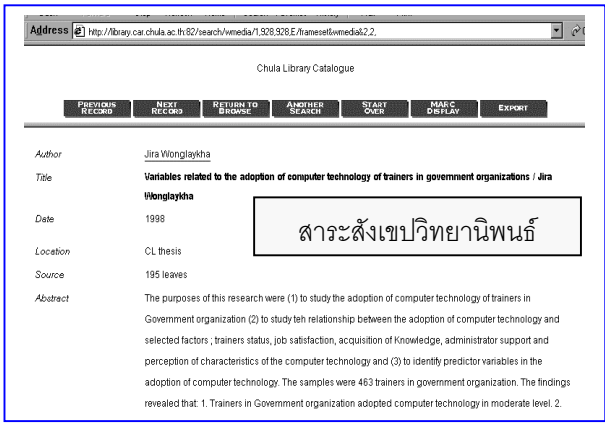 Address http://library.car.chula.ac.th:82/search/wmedia/1,928,928,E/frameset&wmedia&2,2,
Chula Library Catalogue
PREVIOUS RECORD NEXT RECORD RETURN TO BROWSE ANOTHER SEARCH START OVER MARC DISPLAY EXPORT
Author Jira Wonglaykha
Title Variables related to the adoption of computer technology of trainers in government organizations / Jira
Wonglaykha
Date 1998
สาระสังเขปวิทยานิพนธ์
Location CL thesis
Source 195 leaves
Abstract The purposes of this research were (1) to study the adoption of computer technology of trainers in
Government organization (2) to study teh relationship between the adoption of computer technology and
selected factors ; trainers status, job satisfaction, acquisition of Knowledge, administrator support and
perception of characteristics of the computer technology and (3) to identify predictor variables in the
adoption of computer technology. The samples were 463 trainers in government organization. The findings
revealed that: 1. Trainers in Government organization adopted computer technology in moderate level. 2.